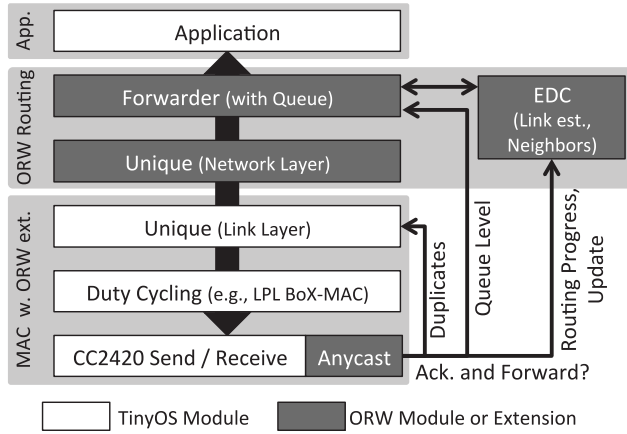 App.
Application
ORW Routing
Forwarder (with Queue)
EDC
(Link est.,
Neighbors)
Unique (Network Layer)
MAC w. ORW ext.
Unique (Link Layer)
Duty Cycling (e.g., LPL BoX-MAC)
CC2420 Send / Receive
Anycast
Duplicates
Queue Level
Routing Progress,
Update
Ack. and Forward?
TinyOS Module
ORW Module or Extension